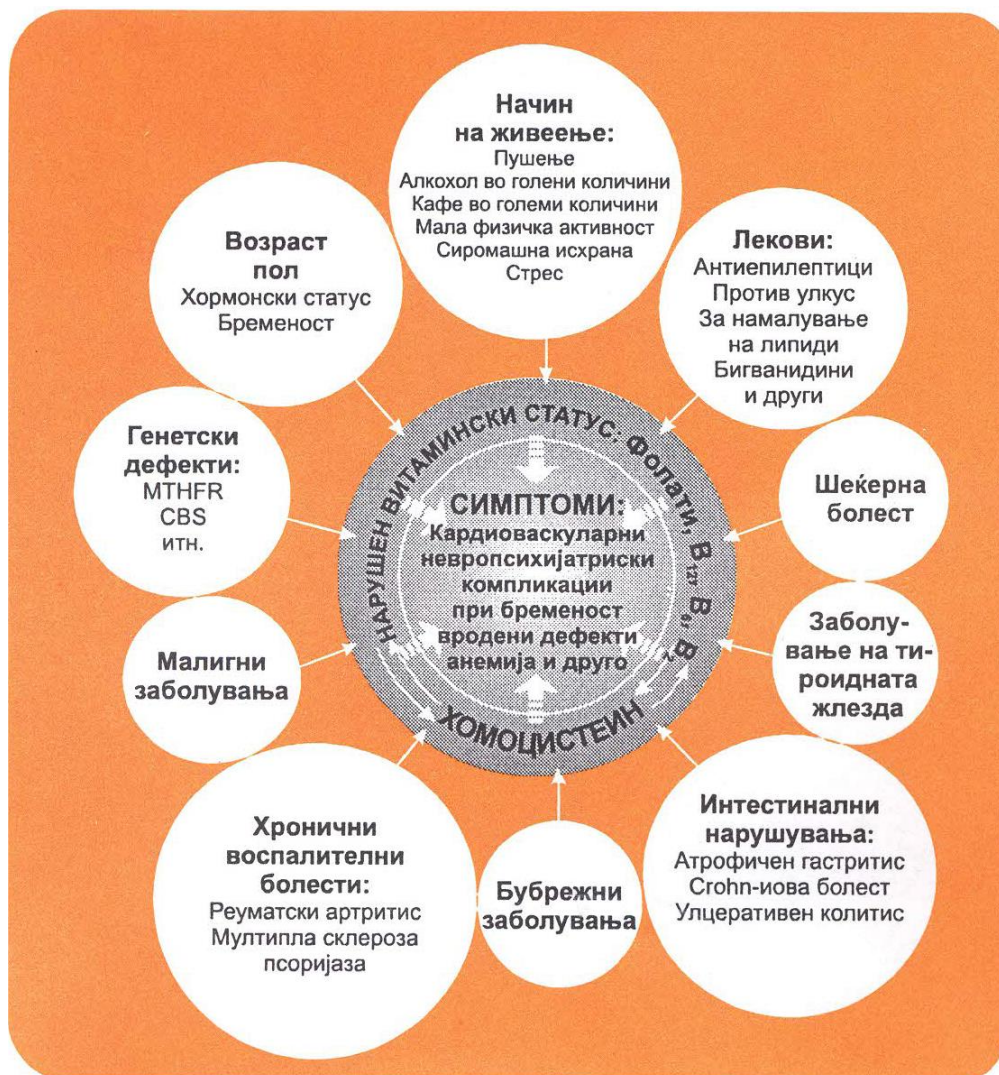 Начин
на живеење:
Пушење
Алкохол во големи количини
Кафе во големи количини
Мала физичка активност
Сиромашна исхрана
Стрес
Возраст
пол
Хормонски статус
Бременост
Лекови:
Антиепилептици
Против улкус
За намалување
на липиди
Бигванидини
и други
Генетски
дефекти:
MTHFR
CBS
итн.
Шеќерна
болест
НАРУШЕН ВИТАМИНСКИ СТАТУС: Фолати, B12, B6, B2
СИМПТОМИ:
Кардиоваскуларни
невропсихијатриски
компликации
при бременост
вродени дефекти
анемија и друго
ХОМОЦИСТЕИН
Малигни
заболувања
Заболу-
вање на ти-
роидната
жлезда
Хронични
воспалителни
болести:
Реуматски артритис
Мултипла склероза
псоријаза
Бубрежни
заболувања
Интестинални
нарушувања:
Атрофичен гастритис
Crohn-иова болест
Улцеративен колитис